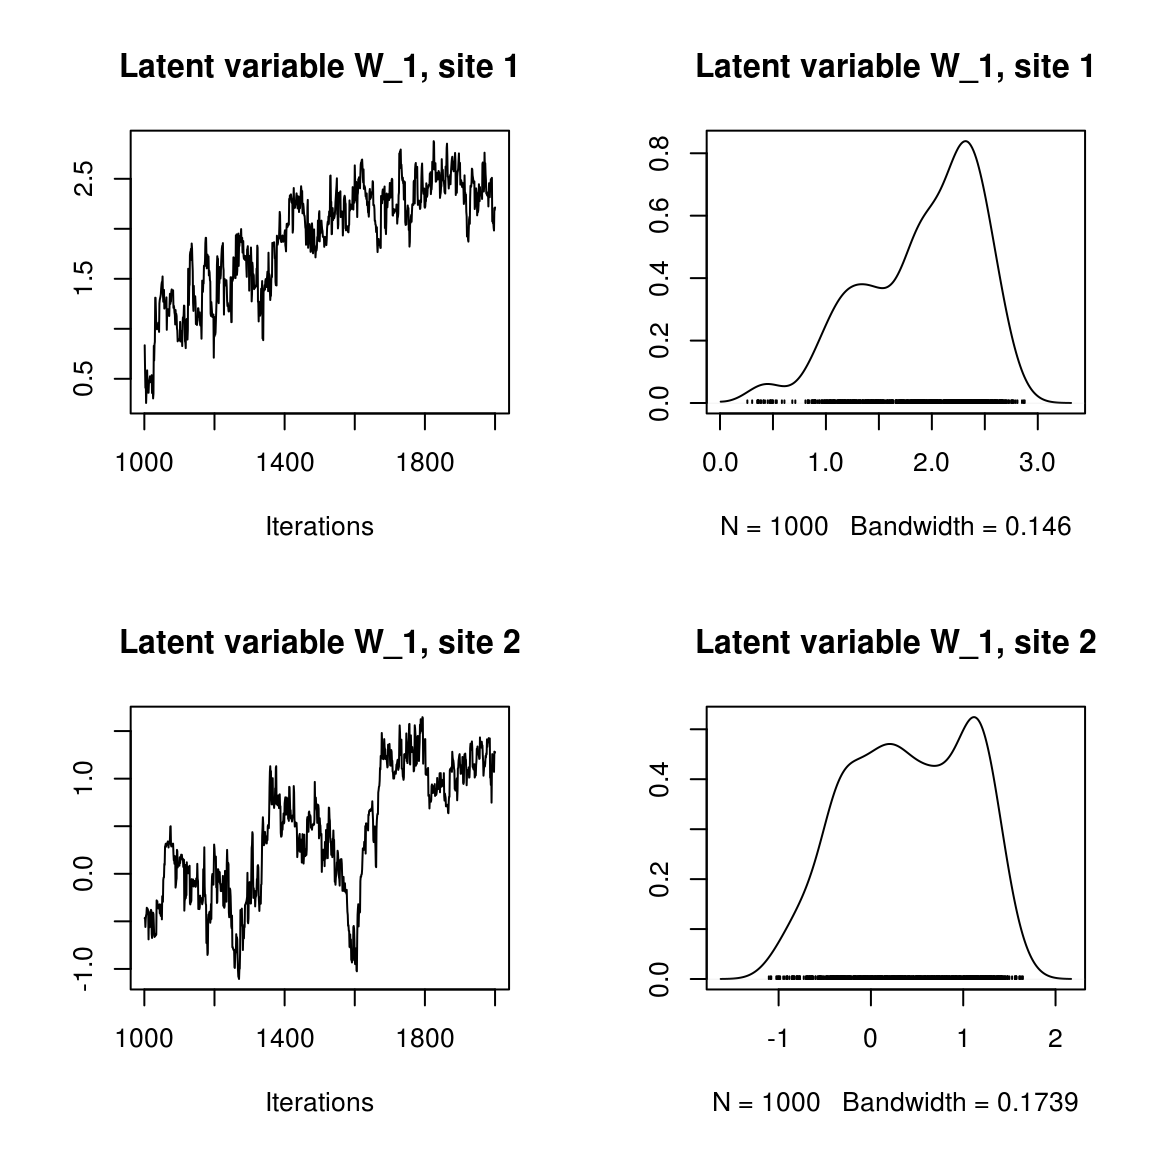 Latent variable W_1, site 1
2.5
1.5
0.5
1000 1400 1800
Iterations
Latent variable W_1, site 1
0.8
0.6
0.4
0.2
0.0
0.0 1.0 2.0 3.0
N = 1000 Bandwidth = 0.146
Latent variable W_1, site 2
1.0
0.0
-1.0
1000 1400 1800
Iterations
Latent variable W_1, site 2
0.4
0.2
0.0
-1 0 1 2
N = 1000 Bandwidth = 0.1739